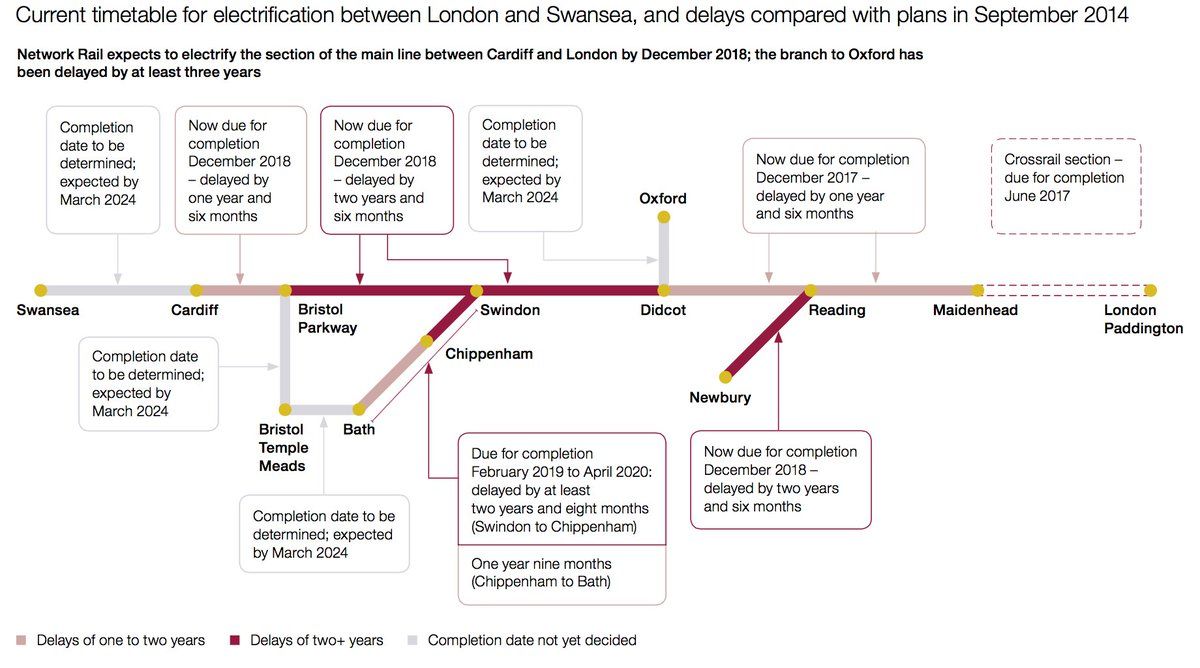 Current timetable for electrification between London and Swansea, and delays compared with plans in September 2014
Network Rail expects to electrify the section of the main line between Cardiff and London by December 2018; the branch to Oxford has
been delayed by at least three years
Completion
date to be
determined;
expected by
March 2024
Now due for
completion
December 2018
– delayed by
one year and
six months
Now due for
completion
December 2018
– delayed by
two years and
six months
Completion
date to be
determined;
expected by
March 2024
Oxford
Now due for completion
December 2017 –
delayed by one year
and six months
Crossrail section –
due for completion
June 2017
Swansea
Cardiff
Bristol
Parkway
Swindon
Didcot
Reading
Maidenhead
London
Paddington
Completion date
to be determined;
expected by
March 2024
Chippenham
Newbury
Bristol
Temple
Meads
Bath
Due for completion
February 2019 to April 2020:
delayed by at least
two years and eight months
(Swindon to Chippenham)
One year nine months
(Chippenham to Bath)
Now due for completion
December 2018 –
delayed by two years
and six months
Completion date to be
determined; expected
by March 2024
Delays of one to two years
Delays of two+ years
Completion date not yet decided